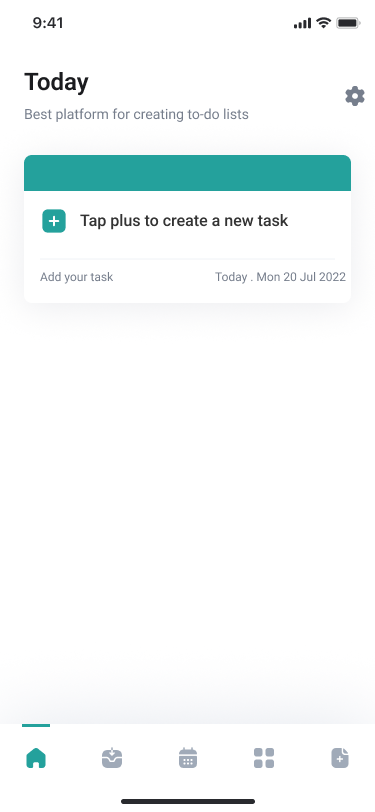 9:41
Today
Best platform for creating to-do lists
Tap plus to create a new task
Add your task
Today . Mon 20 Jul 2022